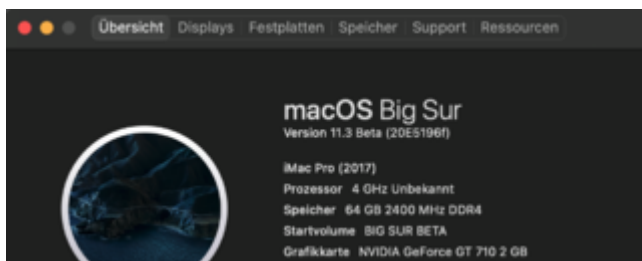 Übersicht Displays Festplatten Speicher Support Ressourcen
macOS Big Sur
Version 11.3 Beta (20E5196f)
iMac Pro (2017)
Prozessor 4 GHz Unbekannt
Speicher 64 GB 2400 MHz DDR4
Startvolume BIG SUR BETA
Grafikkarte NVIDIA GeForce GT 710 2 GB